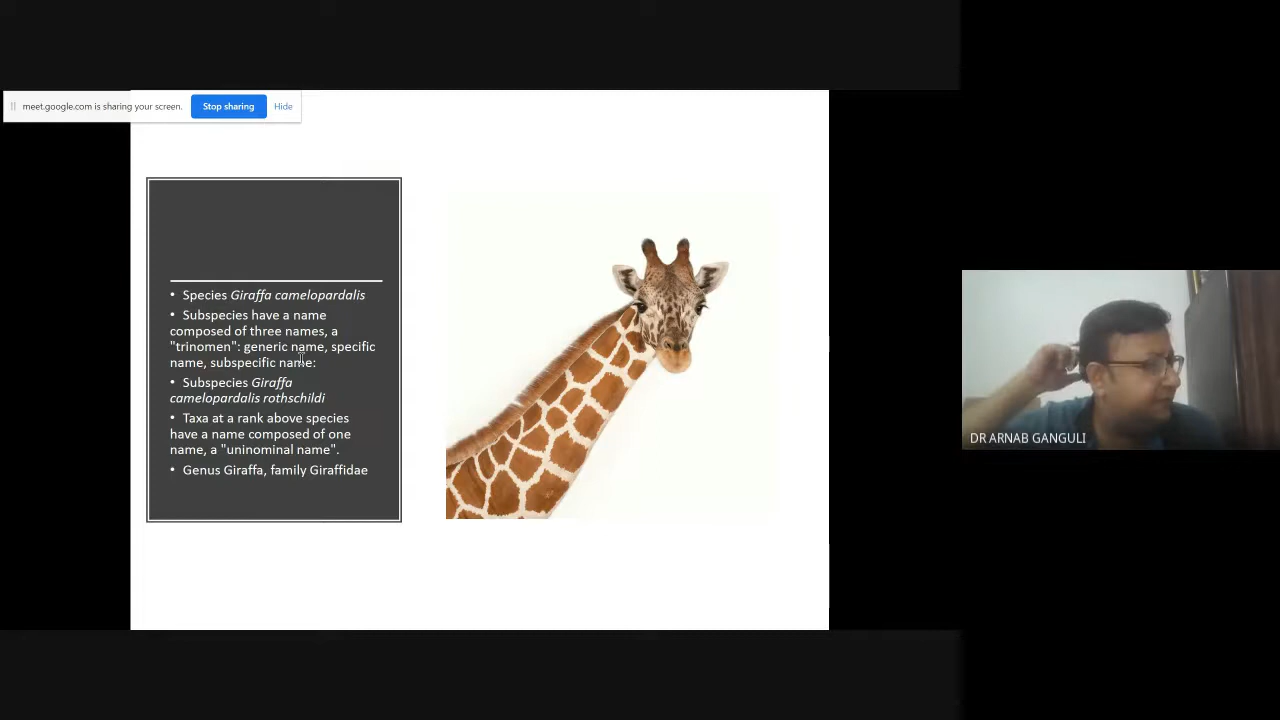 meet.google.com is sharing your screen. Stop sharing Hide
• Species Giraffa camelopardalis
• Subspecies have a name
composed of three names, a
"trinomen": generic name, specific
name, subspecific name:
• Subspecies Giraffa
camelopardalis rothschildi
• Taxa at a rank above species
have a name composed of one
name, a "uninominal name".
• Genus Giraffa, family Giraffidae
DR ARNAB GANGULI